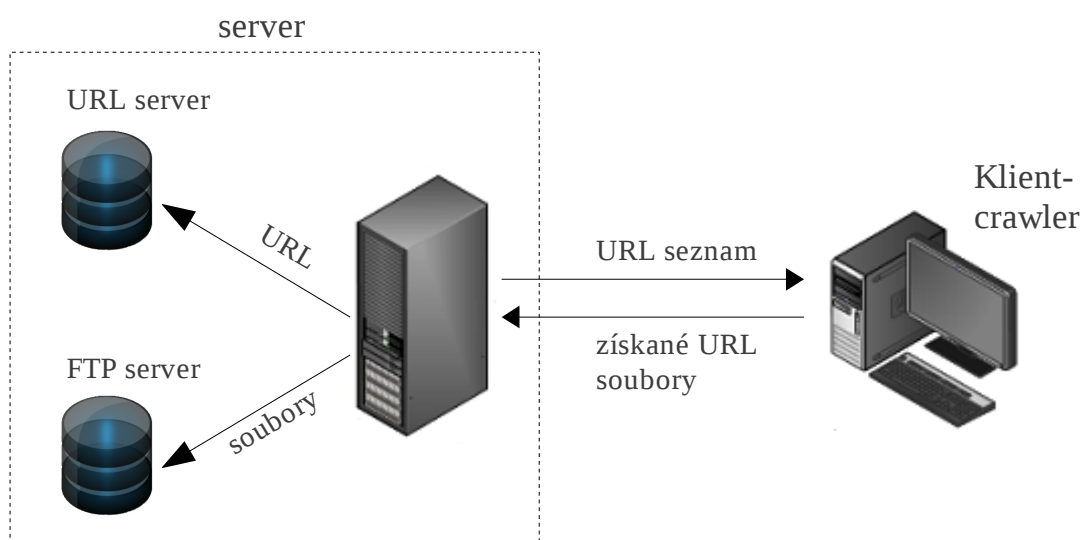 server
URL server
Klient-
crawler
URL
URL seznam
získané URL
soubory
FTP server
soubory